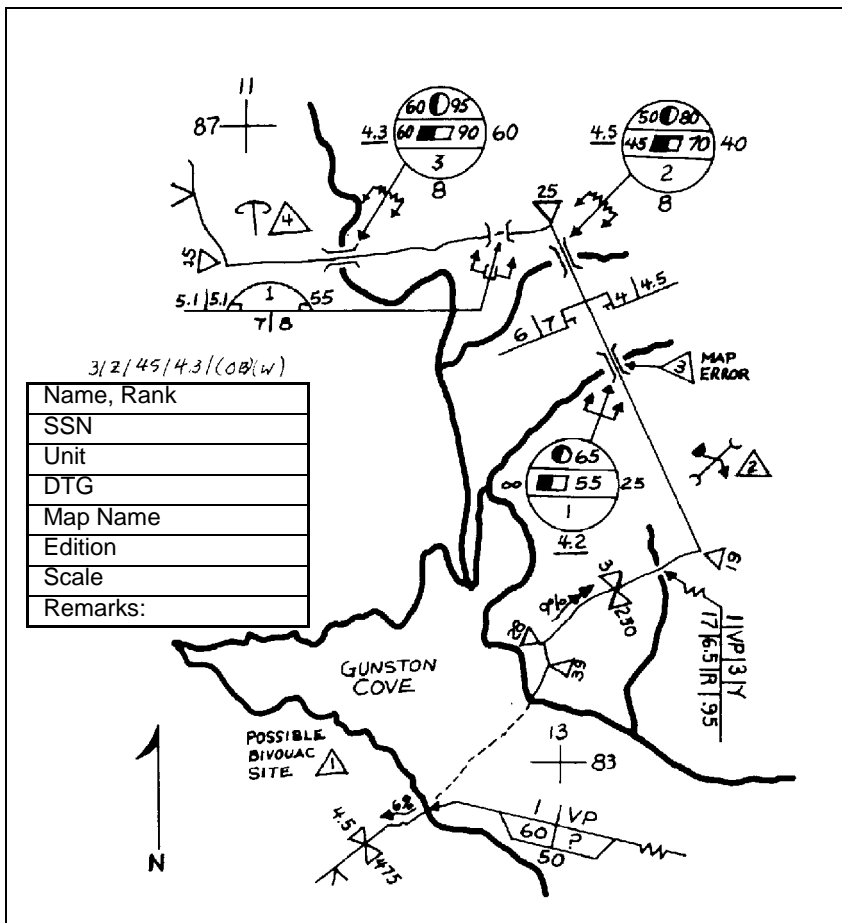 11
87
60 95
4.3 60 90 60
3
8
50 80
4.5 45 70 40
2
8
25
4
15
5.1 5.1 1 55
7 8
6 7 4 4.5
3/Z/45/4.3/(OB)(W)
3 MAP
ERROR
Name, Rank
SSN
Unit
DTG
Map Name
Edition
Scale
Remarks:
65
∞ 55 25
1
4.2
2
19
9%
3
230
28
39
1 VP 3 Y
17 6.5 R .95
GUNSTON
COVE
POSSIBLE
BIVOUAC
SITE 1
13
83
6%
4.5
475
1 VP
60 ?
50
N